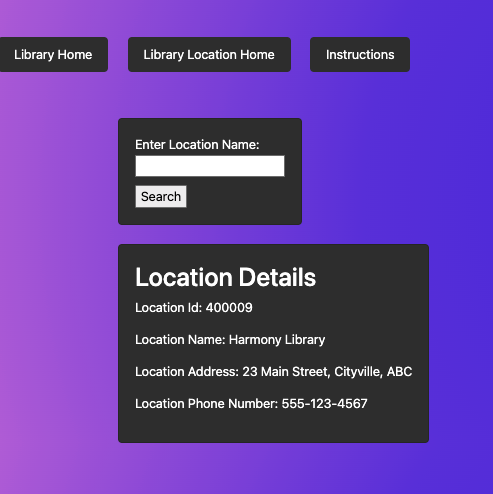 Library Home
Library Location Home
Instructions
Enter Location Name:
Search
Location Details
Location Id: 400009
Location Name: Harmony Library
Location Address: 23 Main Street, Cityville, ABC
Location Phone Number: 555-123-4567